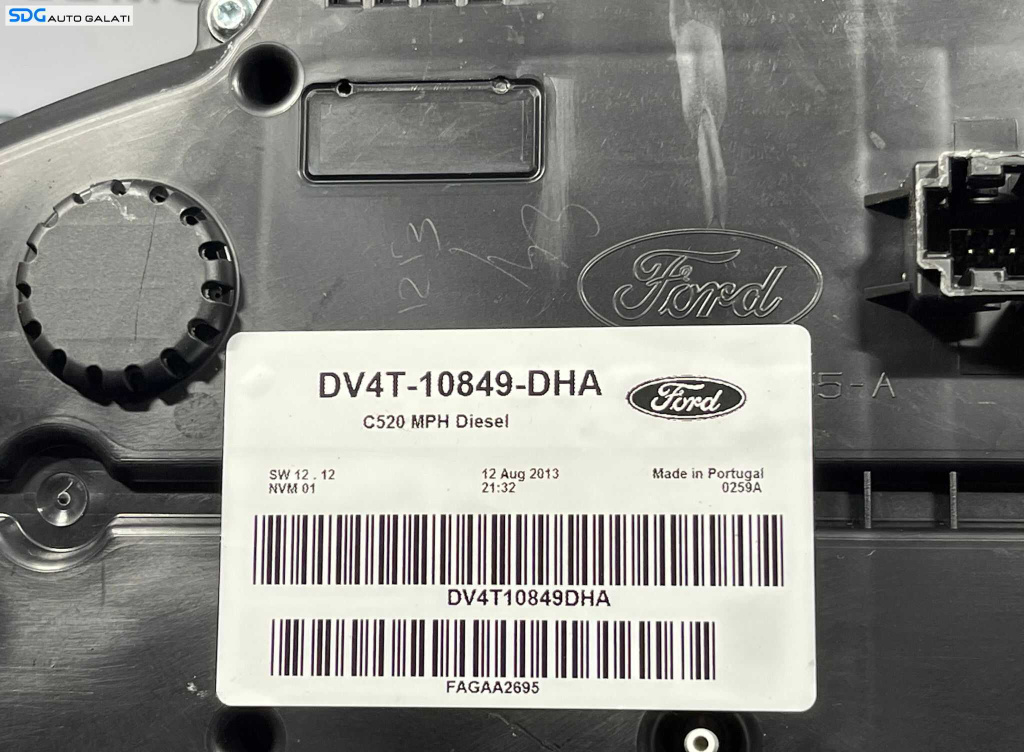 SDG AUTO GALATI
Ford
5-A
DV4T-10849-DHA
Ford
C520 MPH Diesel
SW 12 . 12
12 Aug 2013
Made in Portugal
NVM 01
21:32
0259A
DV4T10849DHA
FAGAA2695